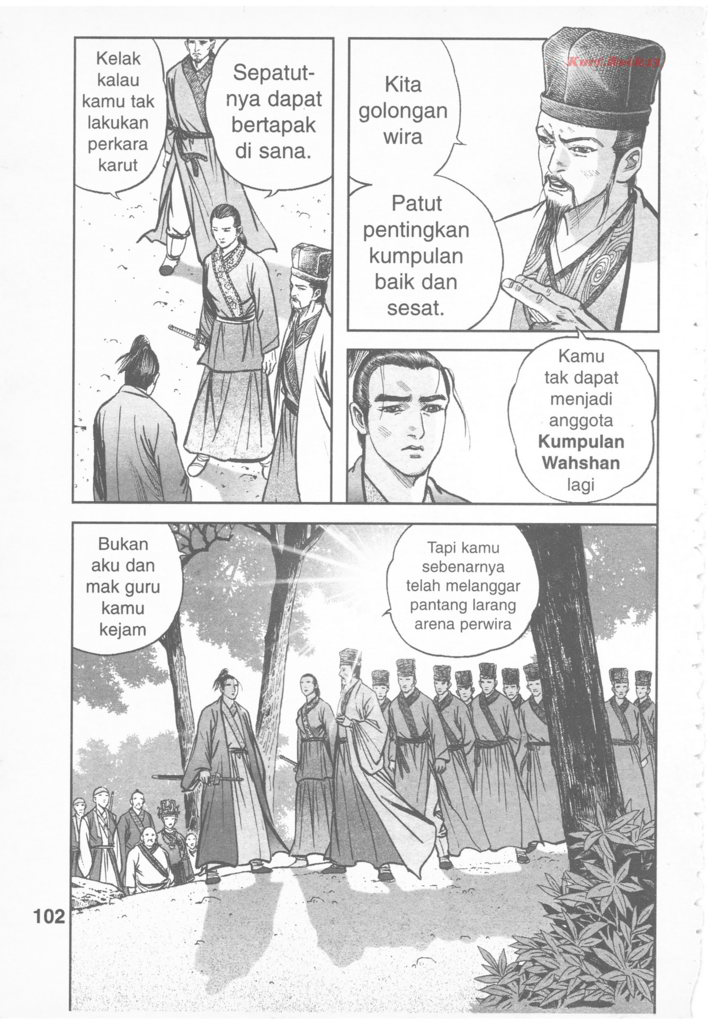 Kita
golongan
wira
Patut
pentingkan
kumpulan
baik dan
sesat.
Sepatut-
nya dapat
bertapak
di sana.
Kelak
kalau
kamu tak
lakukan
perkara
karut
Kamu
tak dapat
menjadi
anggota
Kumpulan
Wahshan
lagi
Tapi kamu
sebenarnya
telah melanggar
pantang larang
arena perwira
Bukan
aku dan
mak guru
kamu
kejam
102